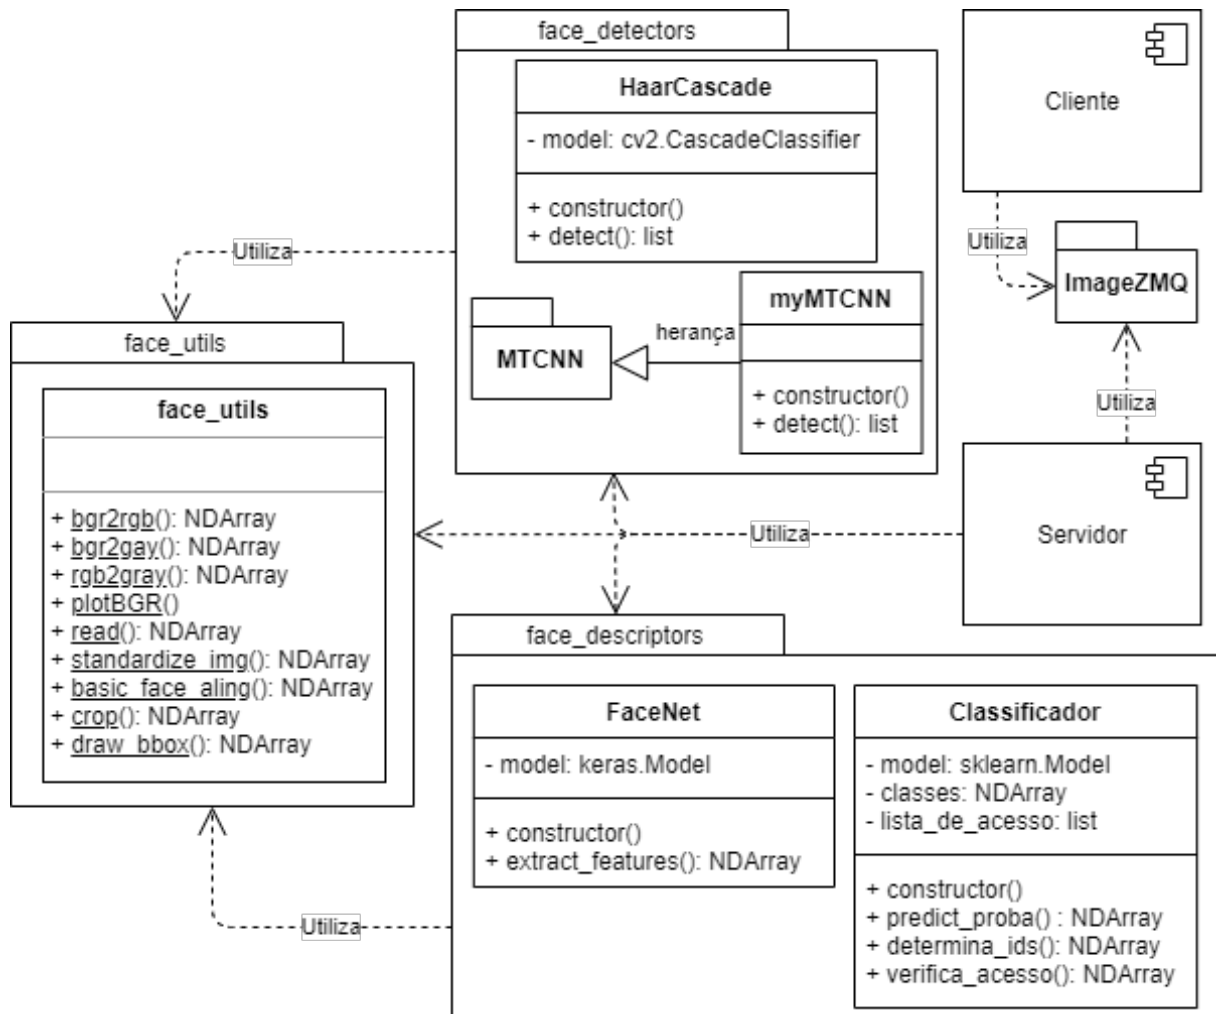 face_detectors
HaarCascade
- model: cv2.CascadeClassifier
+ constructor()
+ detect(): list
Cliente
Utiliza
Utiliza
ImageZMQ
myMTCNN
herança
MTCNN
+ constructor()
+ detect(): list
face_utils
face_utils
+ bgr2rgb(): NDArray
+ bgr2gay(): NDArray
+ rgb2gray(): NDArray
+ plotBGR()
+ read(): NDArray
+ standardize_img(): NDArray
+ basic_face_aling(): NDArray
+ crop(): NDArray
+ draw_bbox(): NDArray
Utiliza
Utiliza
Servidor
face_descriptors
FaceNet
- model: keras.Model
+ constructor()
+ extract_features(): NDArray
Classificador
- model: sklearn.Model
- classes: NDArray
- lista_de_acesso: list
+ constructor()
+ predict_proba() : NDArray
+ determina_ids(): NDArray
+ verifica_acesso(): NDArray
Utiliza